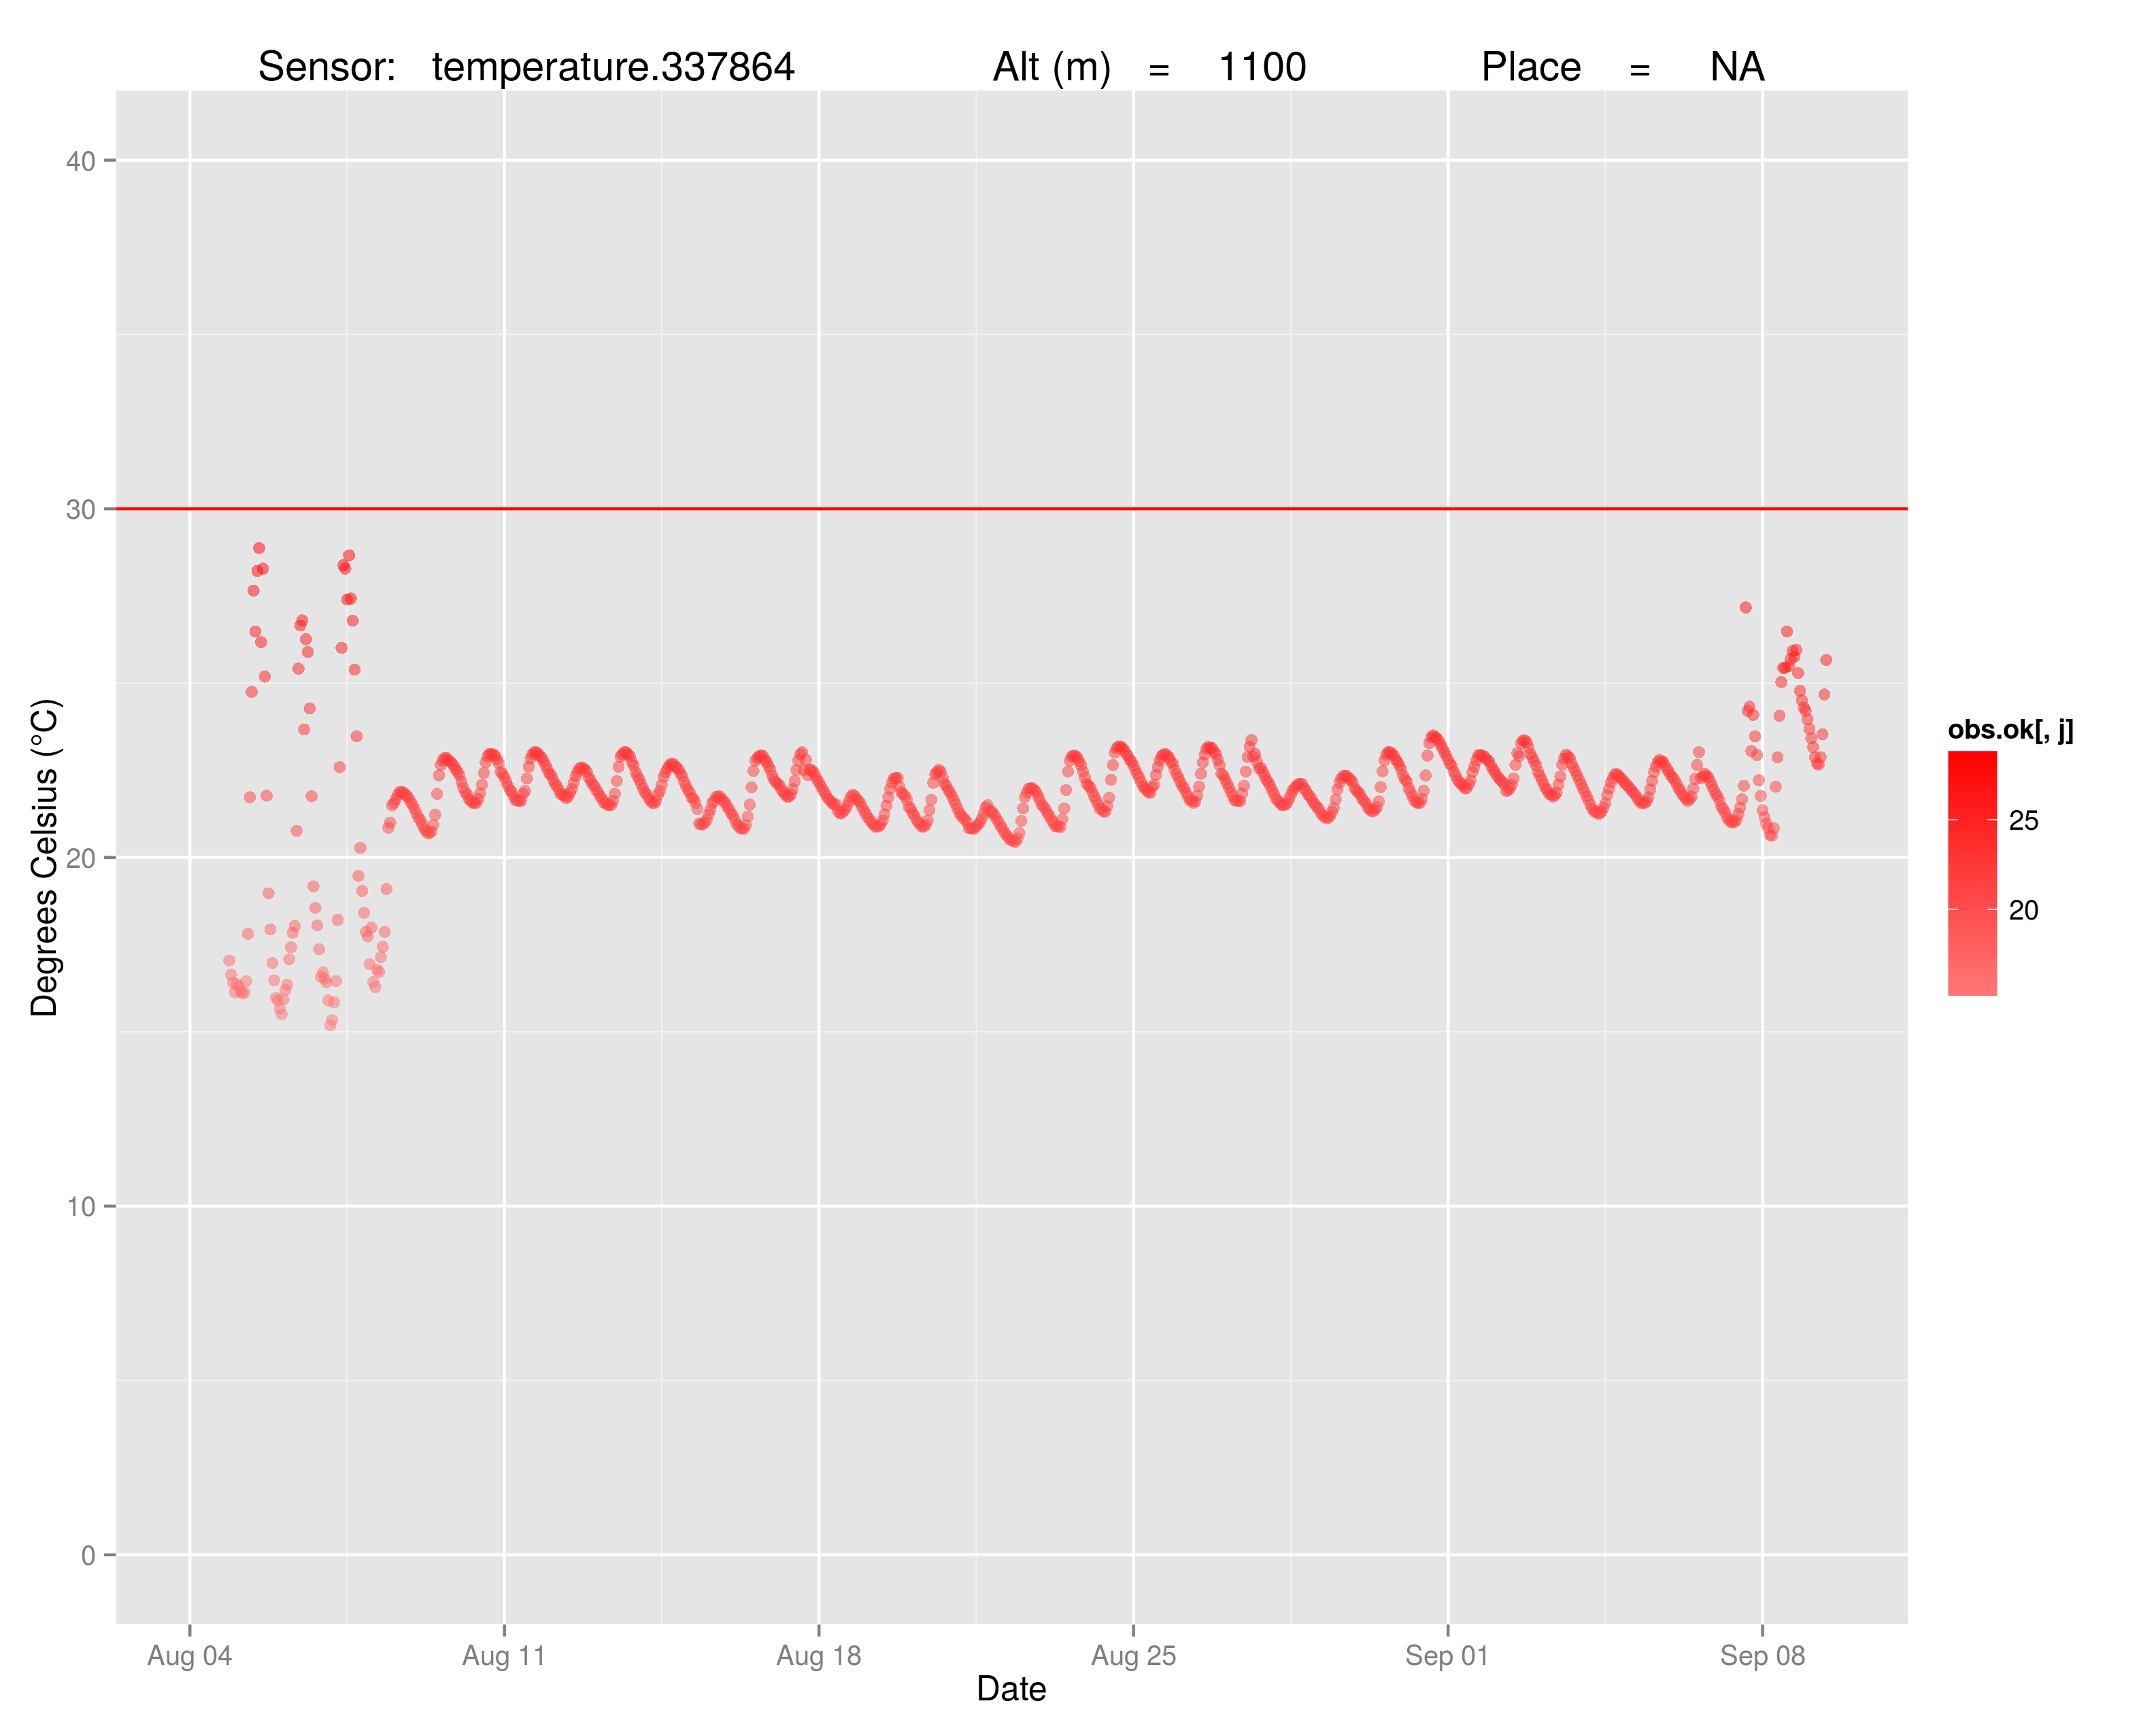 Sensor: temperature.337864 Alt (m) = 1100 Place = NA
40
30
20
10
0
Degrees Celsius (°C)
Aug 04 Aug 11 Aug 18 Aug 25 Sep 01 Sep 08
Date
obs.ok[, j]
25
20